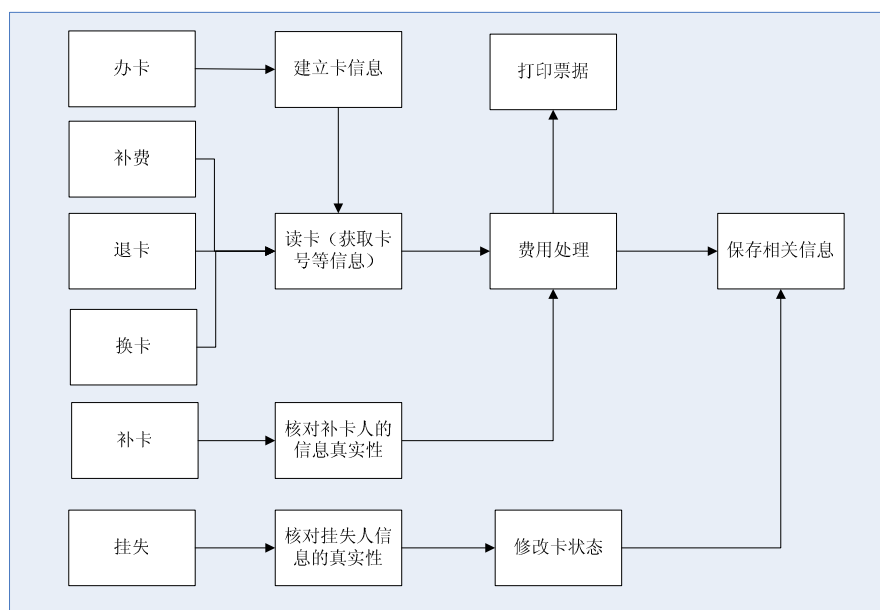 办卡
建立卡信息
打印票据
补费
退卡
读卡（获取卡
号等信息）
费用处理
保存相关信息
换卡
补卡
核对补卡人的
信息真实性
挂失
核对挂失人信
息的真实性
修改卡状态